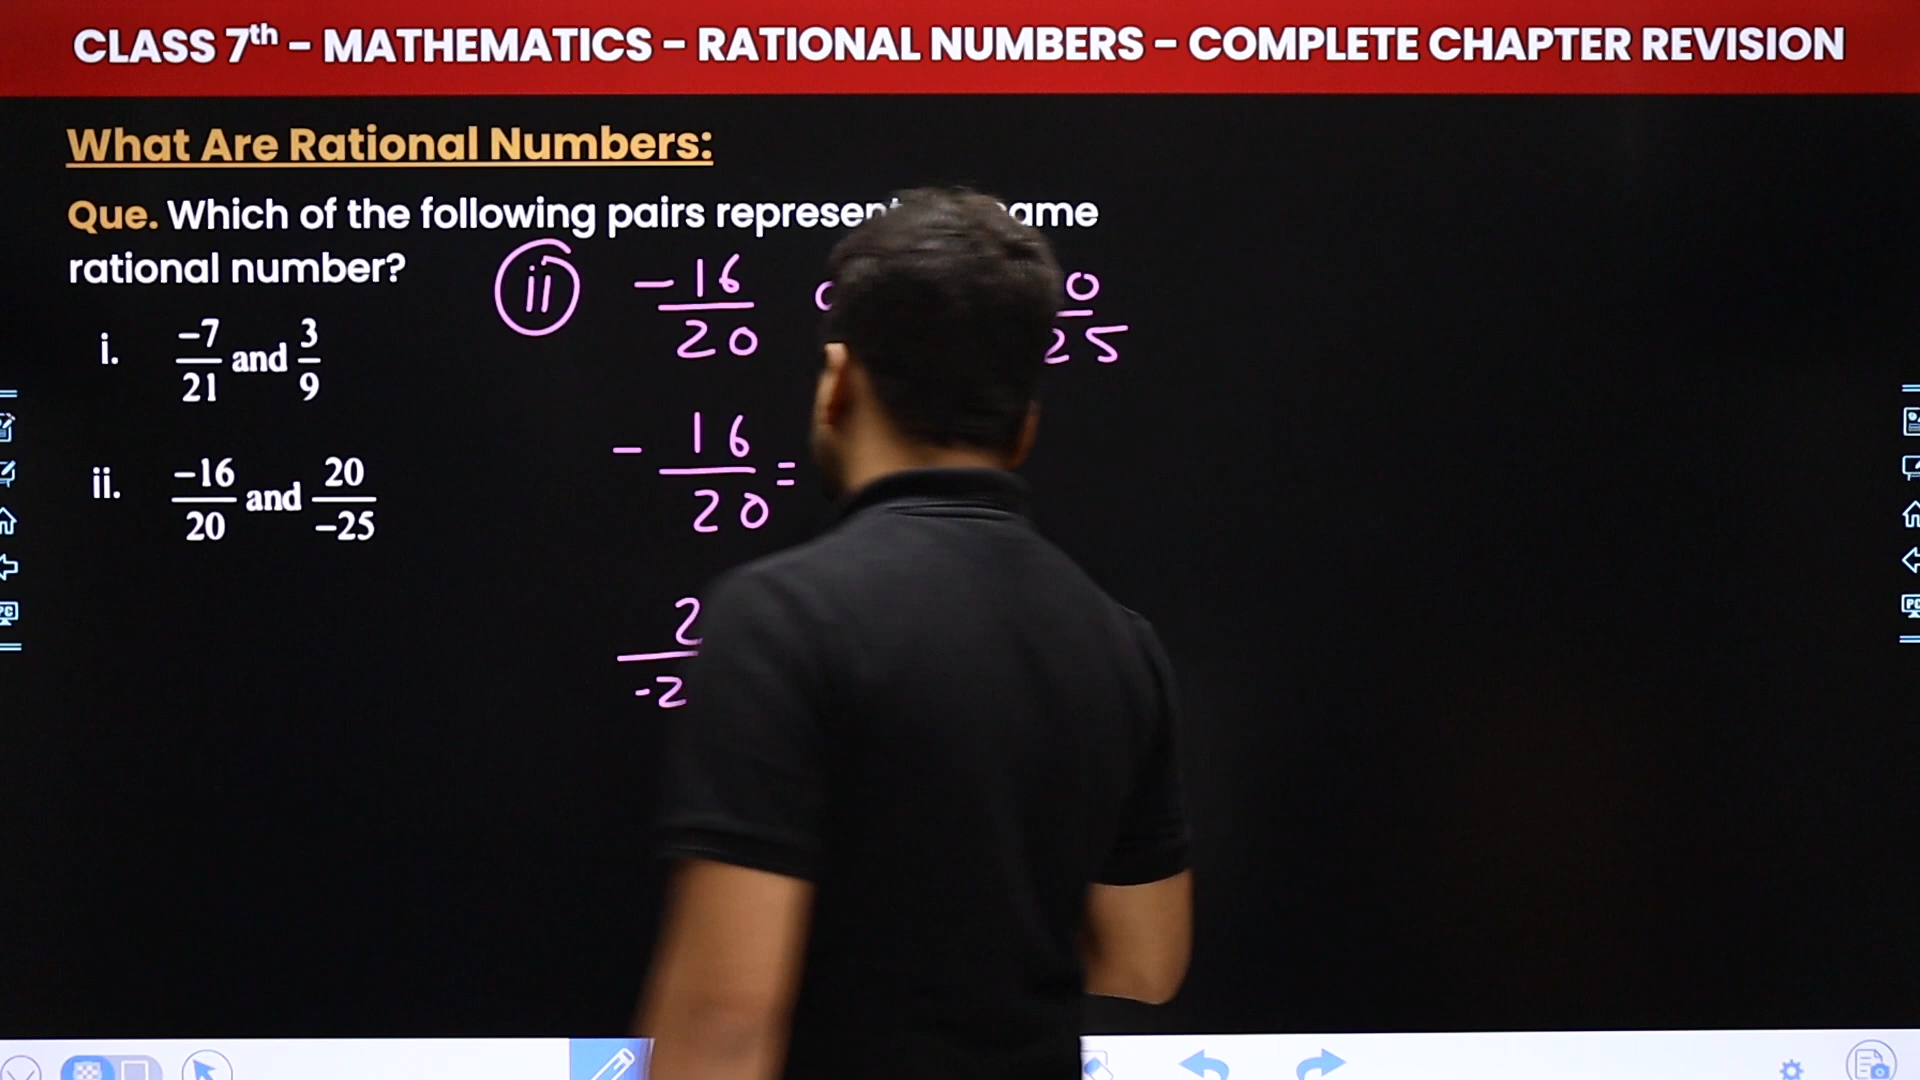 CLASS 7th – MATHEMATICS – RATIONAL NUMBERS – COMPLETE CHAPTER REVISION
What Are Rational Numbers:
Que. Which of the following pairs ame
rational number?
i. -7/21 and 3/9
ii. -16/20 and 20/-25
ii -16/20 0/25
- 16/20 =
2/-2